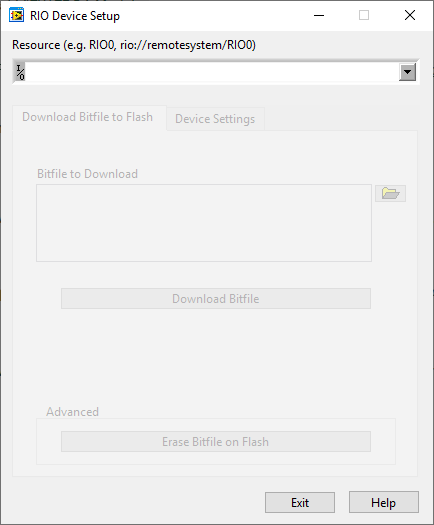 RIO Device Setup
Resource (e.g. RIO0, rio://remotesystem/RIO0)
I/O
Download Bitfile to Flash
Device Settings
Bitfile to Download
Download Bitfile
Advanced
Erase Bitfile on Flash
Exit
Help